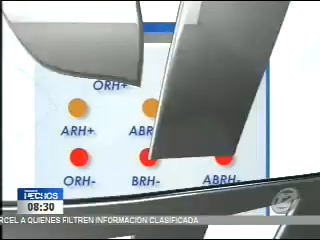 ORH+
ARH+ ABR
ORH- BRH- ABRH-
HECHOS
08:30
RCEL A QUIENES FILTREN INFORMACIÓN CLASIFICADA